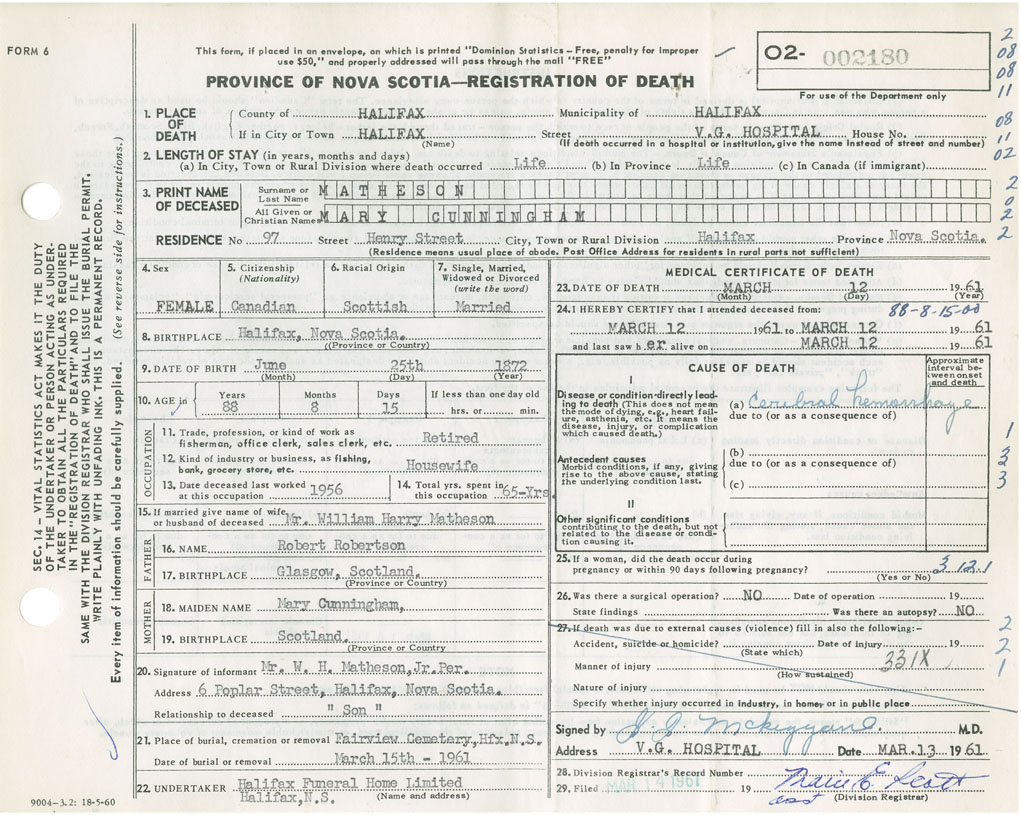 FORM 6
This form, if placed in an envelope, on which is printed "Dominion Statistics – Free, penalty for improper
use $50," and properly addressed will pass through the mail "FREE"
PROVINCE OF NOVA SCOTIA—REGISTRATION OF DEATH
O2- 002180
For use of the Department only
1. PLACE OF DEATH
County of HALIFAX Municipality of HALIFAX
If in City or Town HALIFAX Street V.G. HOSPITAL House No.
(Name) (If death occurred in a hospital or institution, give the name instead of street and number)
2. LENGTH OF STAY (in years, months and days)
(a) In City, Town or Rural Division where death occurred Life (b) In Province Life (c) In Canada (if immigrant)
3. PRINT NAME OF DECEASED
Surname or Last Name MATHESON
All Given or Christian Names MARY CUNNINGHAM
RESIDENCE No 97 Street Henry Street City, Town or Rural Division Halifax Province Nova Scotia.
(Residence means usual place of abode. Post Office Address for residents in rural parts not sufficient)
4. Sex FEMALE
5. Citizenship (Nationality) Canadian
6. Racial Origin Scottish
7. Single, Married, Widowed or Divorced (write the word) Married
8. BIRTHPLACE Halifax, Nova Scotia.
((Province or Country)
9. DATE OF BIRTH June 25th 1872
(Month) (Day) (Year)
10. AGE in Years Months Days If less than one day old
88 8 15 hrs. or min.
OCCUPATION
11. Trade, profession, or kind of work as fisherman, office clerk, sales clerk, etc. Retired
12. Kind of industry or business, as fishing, bank, grocery store, etc. Housewife
13. Date deceased last worked at this occupation 1956
14. Total yrs. spent in this occupation 65-Yrs
15. If married give name of wife or husband of deceased Mr. William Harry Matheson
FATHER
16. NAME Robert Robertson
17. BIRTHPLACE Glasgow, Scotland.
(Province or Country)
MOTHER
18. MAIDEN NAME Mary Cunningham,
19. BIRTHPLACE Scotland.
(Province or Country
20. Signature of informant Mr. W. H. Matheson, Jr. Per.
Address 6 Poplar Street, Halifax, Nova Scotia.
Relationship to deceased " Son "
21. Place of burial, cremation or removal Fairview Cemetery, Hfx, N.S.
Date of burial or removal March 15th - 1961
22. UNDERTAKER Halifax Funeral Home Limited
Halifax, N.S. (Name and address)
9004-3.2: 18-5-60
MEDICAL CERTIFICATE OF DEATH
23. DATE OF DEATH MARCH 12 19 61
(Month) (Day) (Year)
24. I HEREBY CERTIFY that I attended deceased from: 88-8-15-00
MARCH 12 1961 to MARCH 12 19 61
and last saw her alive on MARCH 12 19 61
CAUSE OF DEATH
Approximate interval between onset and death
I
Disease or condition directly leading to death (This does not mean the mode of dying, e.g., heart failure, asthenia, etc. It means the disease, injury, or complication which caused death.)
(a) Cerebral hemorrhage
due to (or as a consequence of)
Antecedent causes
Morbid conditions, if any, giving rise to the above cause, stating the underlying condition last.
(b)
due to (or as a consequence of)
(c)
II
Other significant conditions
contributing to the death, but not related to the disease or condition causing it.
25. If a woman, did the death occur during
pregnancy or within 90 days following pregnancy? 3 12.1
(Yes or No)
26. Was there a surgical operation? NO Date of operation 19
State findings Was there an autopsy? NO
27. If death was due to external causes (violence) fill in also the following:-
Accident, suicide or homicide? Date of injury 19
(State which)
Manner of injury 331X
(How sustained)
Nature of injury
Specify whether injury occurred in industry, in home, or in public place
Signed by M.D.
Address V.G. HOSPITAL Date MAR. 13 1961
28. Division Registrar's Record Number
29. Filed MAR 14 1961 19
(Division Registrar)
SEC. 14 – VITAL STATISTICS ACT MAKES IT THE DUTY
OF THE UNDERTAKER OR PERSON ACTING AS UNDER-
TAKER TO OBTAIN ALL THE PARTICULARS REQUIRED
IN THE "REGISTRATION OF DEATH" AND TO FILE THE
SAME WITH THE DIVISION REGISTRAR WHO SHALL ISSUE THE BURIAL PERMIT.
WRITE PLAINLY WITH UNFADING INK. THIS IS A PERMANENT RECORD.
Every item of information should be carefully supplied. (See reverse side for instructions.)
2
08
08
11
08
11
02
2
0
2
2
1
3
2
3
2
2
1